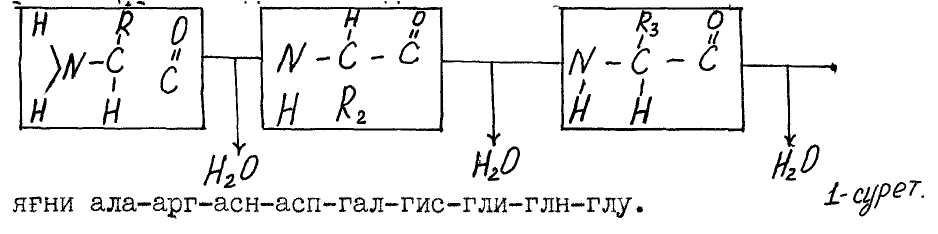 H R O H O R₃ O
H N – C C N – C – C N – C – C
H H H R₂ H H
H₂O H₂O H₂O
яғни ала-арг-асн-асп-гал-гис-гли-глн-глу.
1-сурет.